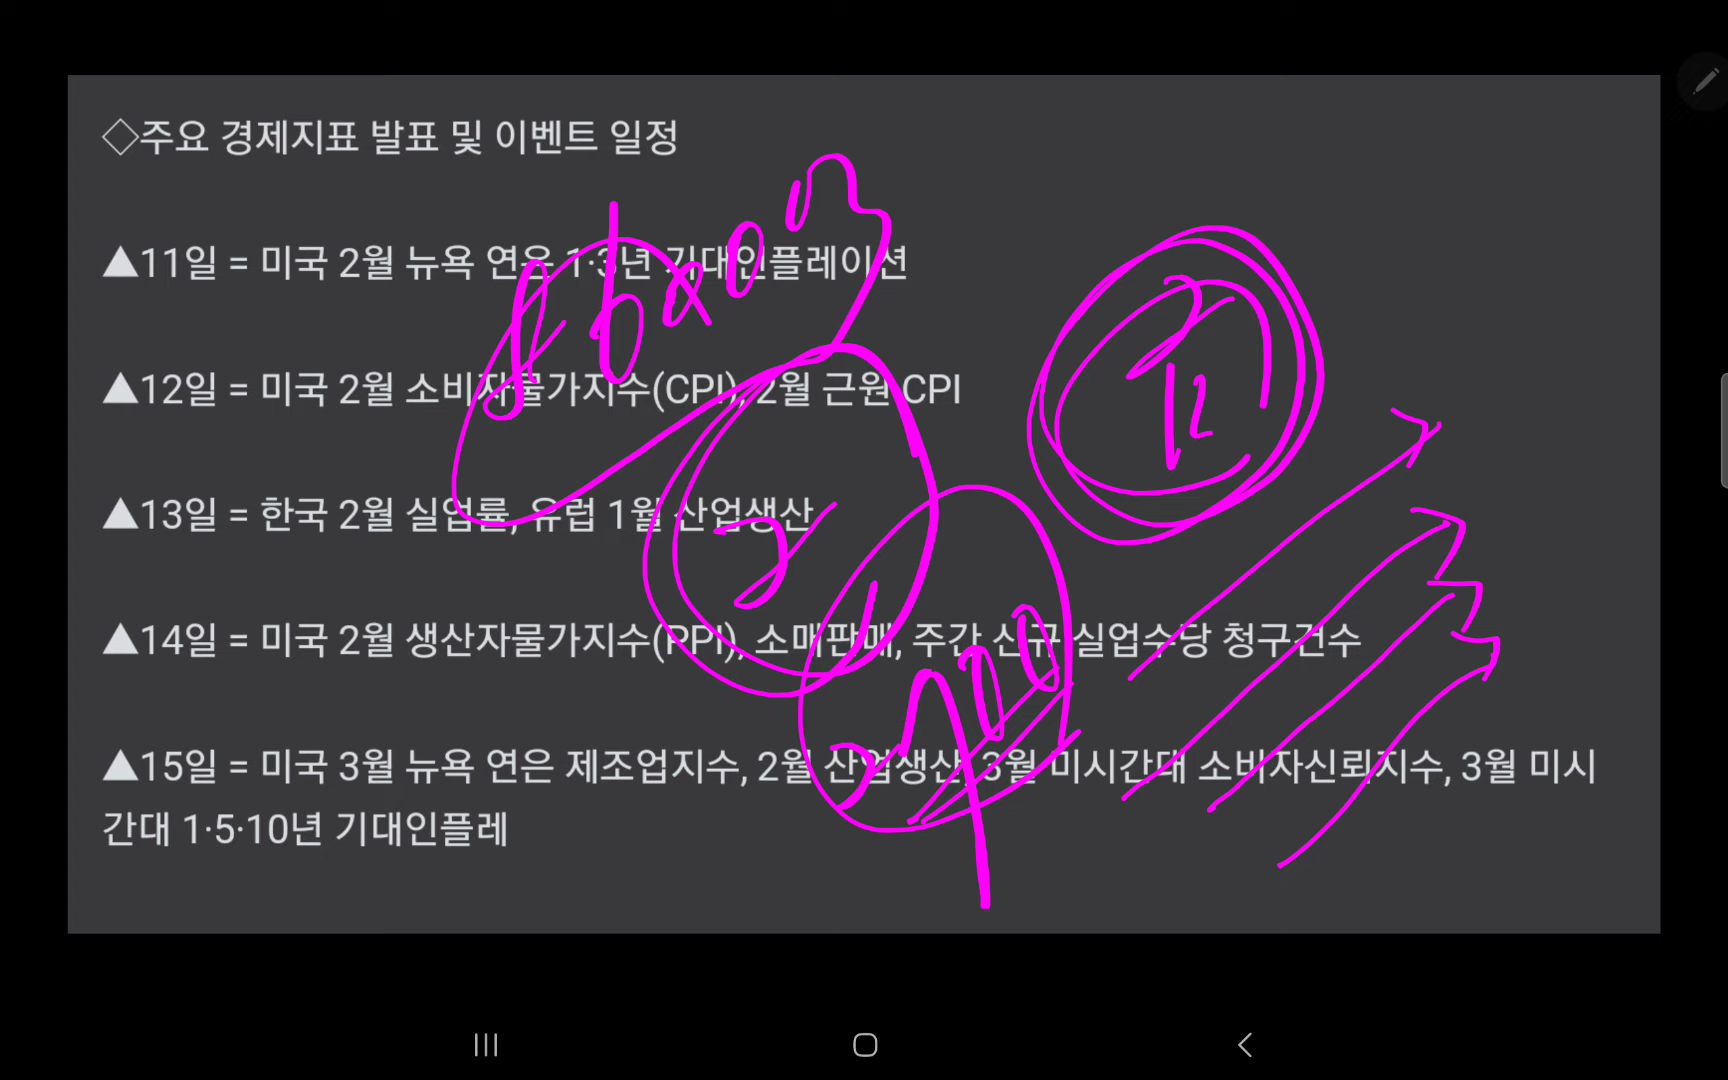 ◇주요 경제지표 발표 및 이벤트 일정
▲11일 = 미국 2월 뉴욕 연은 1·3년 기대인플레이션
▲12일 = 미국 2월 소비자물가지수(CPI), 2월 근원 CPI
▲13일 = 한국 2월 실업률, 유럽 1월 산업생산
▲14일 = 미국 2월 생산자물가지수(PPI), 소매판매, 주간 신규 실업수당 청구건수
▲15일 = 미국 3월 뉴욕 연은 제조업지수, 2월 산업생산, 3월 미시간대 소비자신뢰지수, 3월 미시
간대 1·5·10년 기대인플레